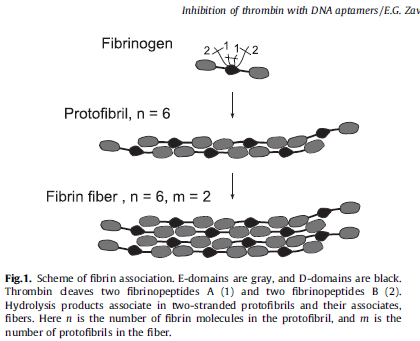 Inhibition of thrombin with DNA aptamers/E.G. Zav
Fibrinogen
2 1 1 2
Protofibril, n = 6
Fibrin fiber , n = 6, m = 2
Fig.1. Scheme of fibrin association. E-domains are gray, and D-domains are black.
Thrombin cleaves two fibrinopeptides A (1) and two fibrinopeptides B (2).
Hydrolysis products associate in two-stranded protofibrils and their associates,
fibers. Here n is the number of fibrin molecules in the protofibril, and m is the
number of protofibrils in the fiber.